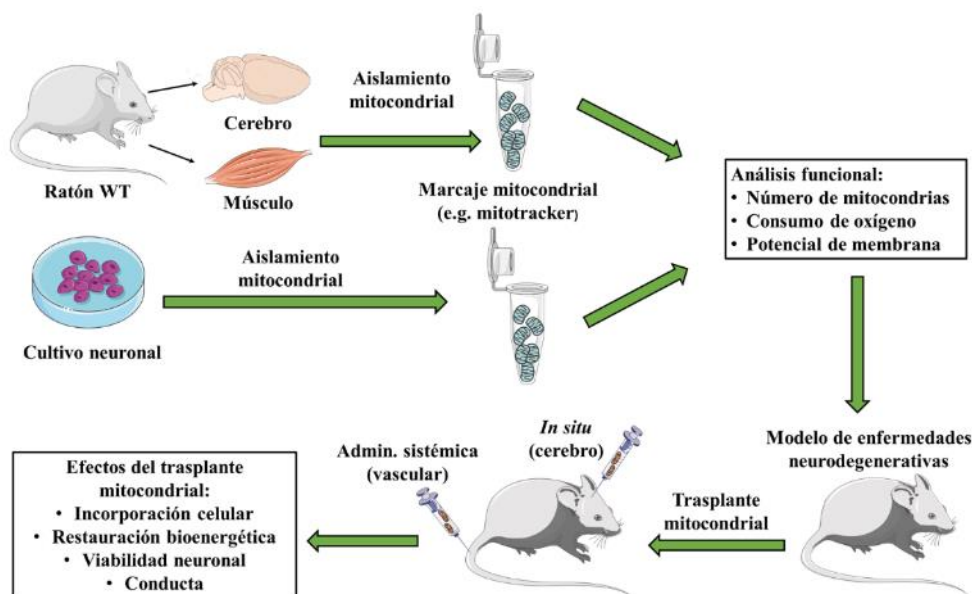 Cerebro
Ratón WT
Músculo
Aislamiento
mitocondrial
Marcaje mitocondrial
(e.g. mitotracker)
Cultivo neuronal
Aislamiento
mitocondrial
Análisis funcional:
• Número de mitocondrias
• Consumo de oxígeno
• Potencial de membrana
Modelo de enfermedades
neurodegenerativas
Trasplante
mitocondrial
In situ
(cerebro)
Admin. sistémica
(vascular)
Efectos del trasplante
mitocondrial:
• Incorporación celular
• Restauración bioenergética
• Viabilidad neuronal
• Conducta